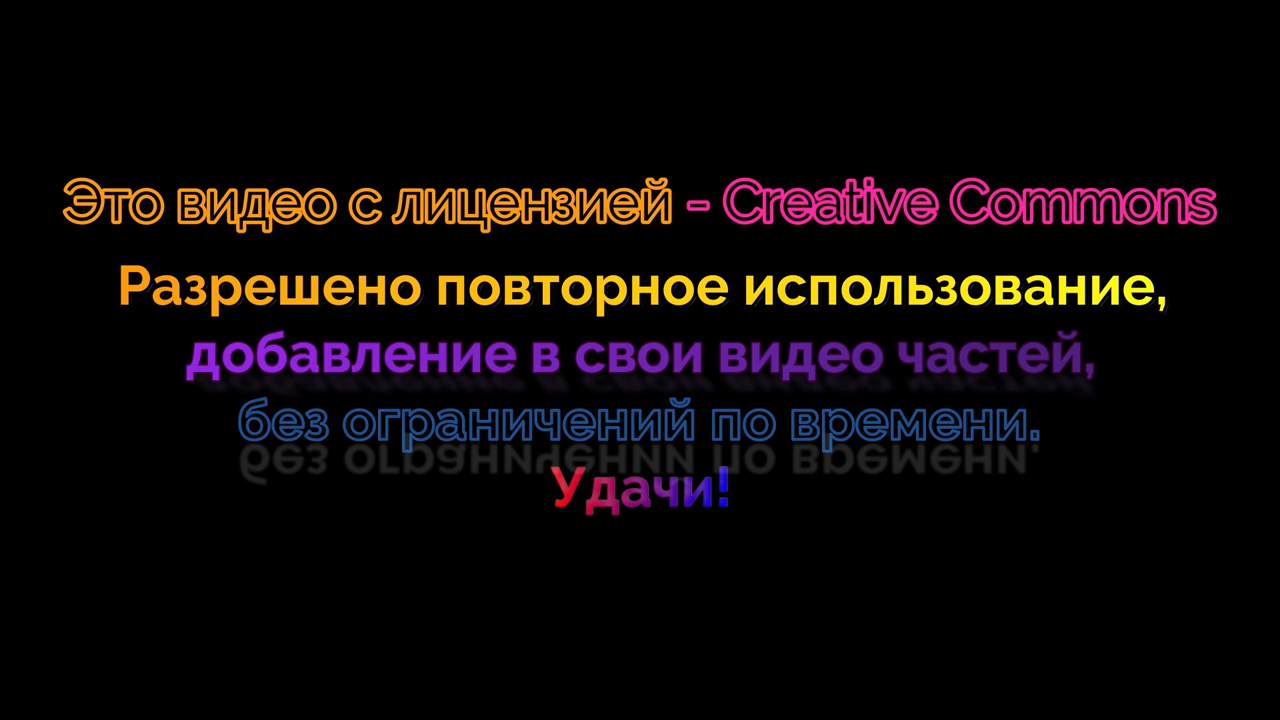 Это видео с лицензией - Creative Commons
Разрешено повторное использование,
добавление в свои видео частей,
без ограничений по времени.
Удачи!